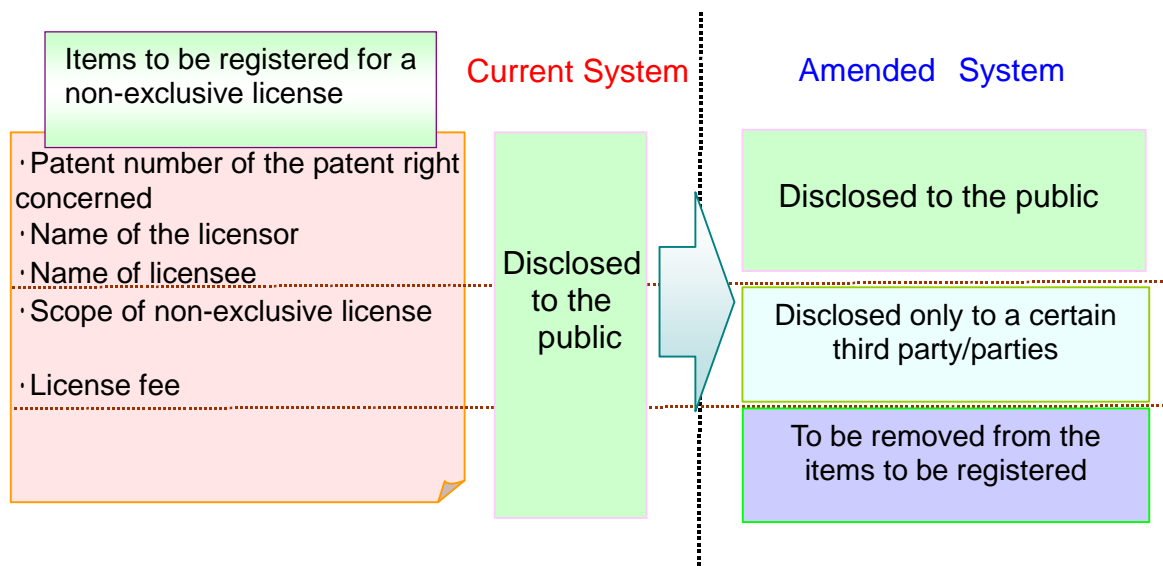 Items to be registered for a
non-exclusive license
·Patent number of the patent right
concerned
·Name of the licensor
·Name of licensee
·Scope of non-exclusive license
·License fee
Current System
Disclosed
to the
public
Amended System
Disclosed to the public
Disclosed only to a certain
third party/parties
To be removed from the
items to be registered